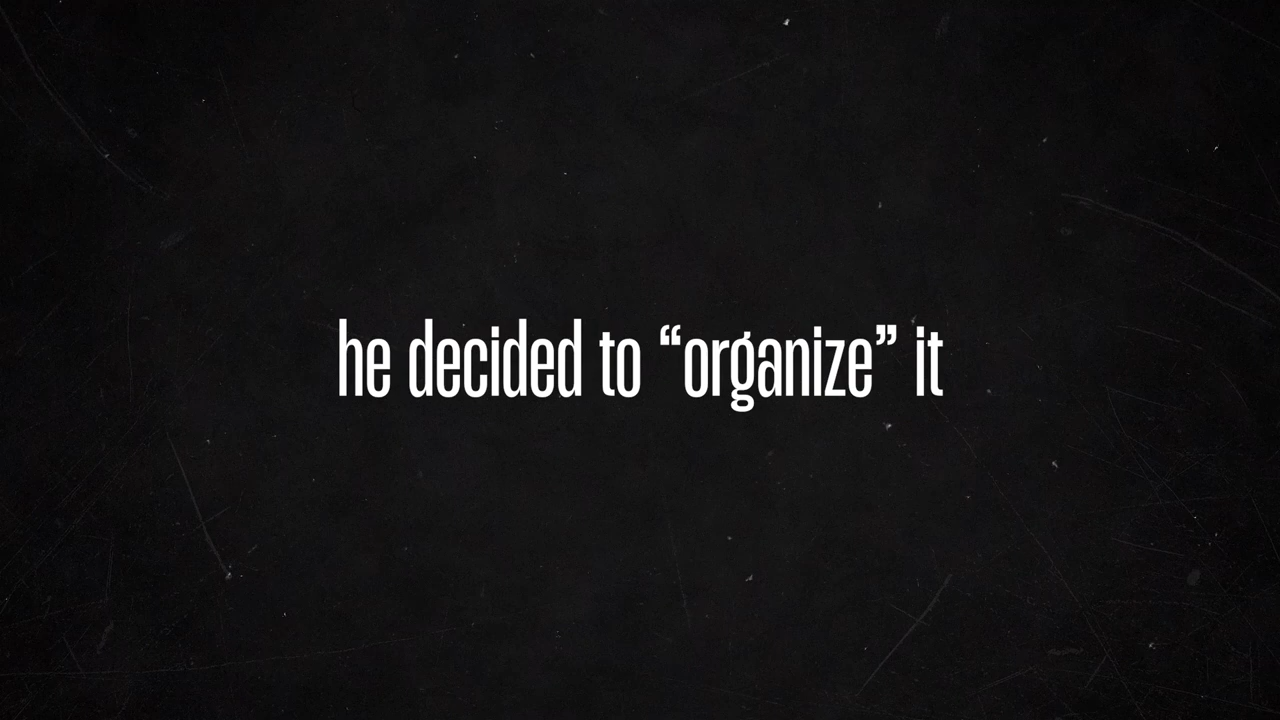 he decided to “organize” it